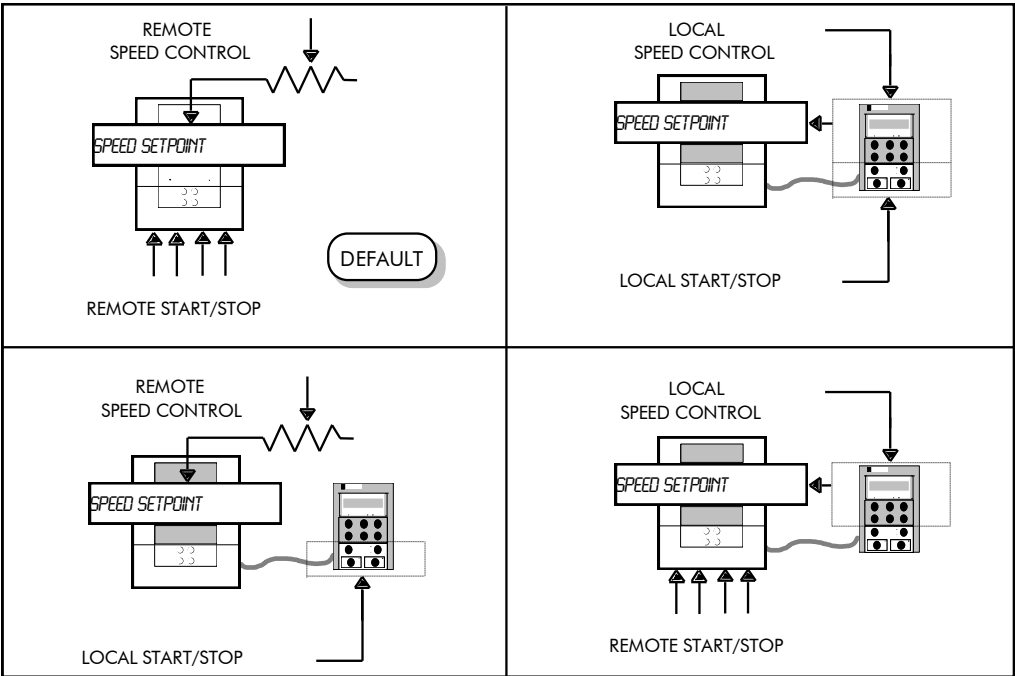 REMOTE
SPEED CONTROL
SPEED SETPOINT
DEFAULT
REMOTE START/STOP
LOCAL
SPEED CONTROL
SPEED SETPOINT
LOCAL START/STOP
REMOTE
SPEED CONTROL
SPEED SETPOINT
LOCAL START/STOP
LOCAL
SPEED CONTROL
SPEED SETPOINT
REMOTE START/STOP